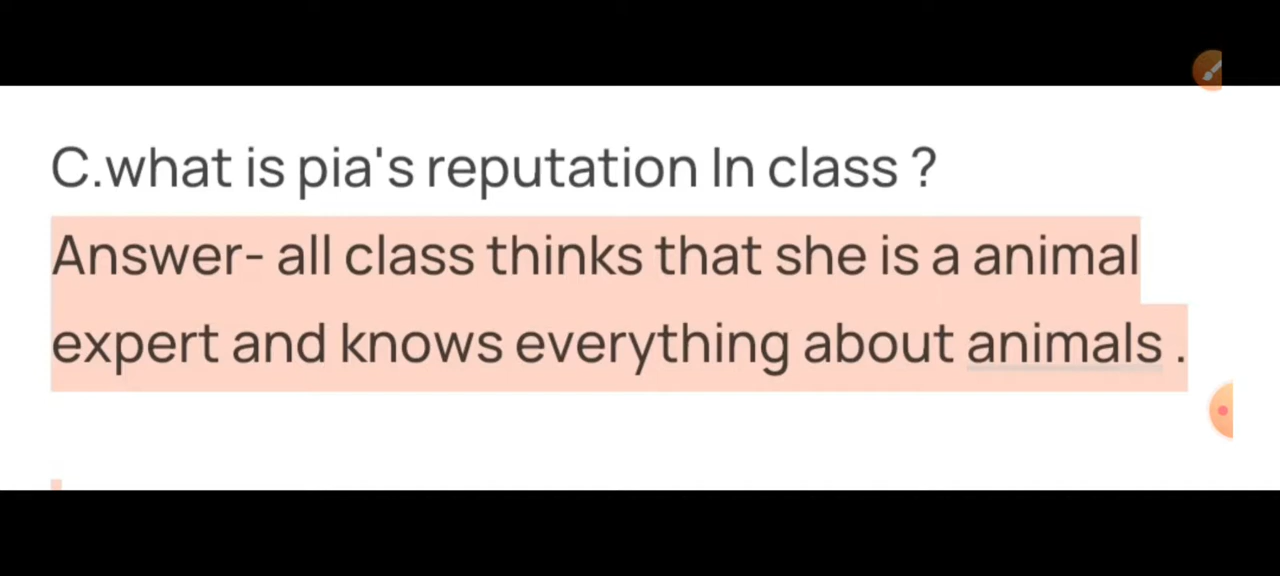 C.what is pia's reputation In class ?
Answer- all class thinks that she is a animal
expert and knows everything about animals .